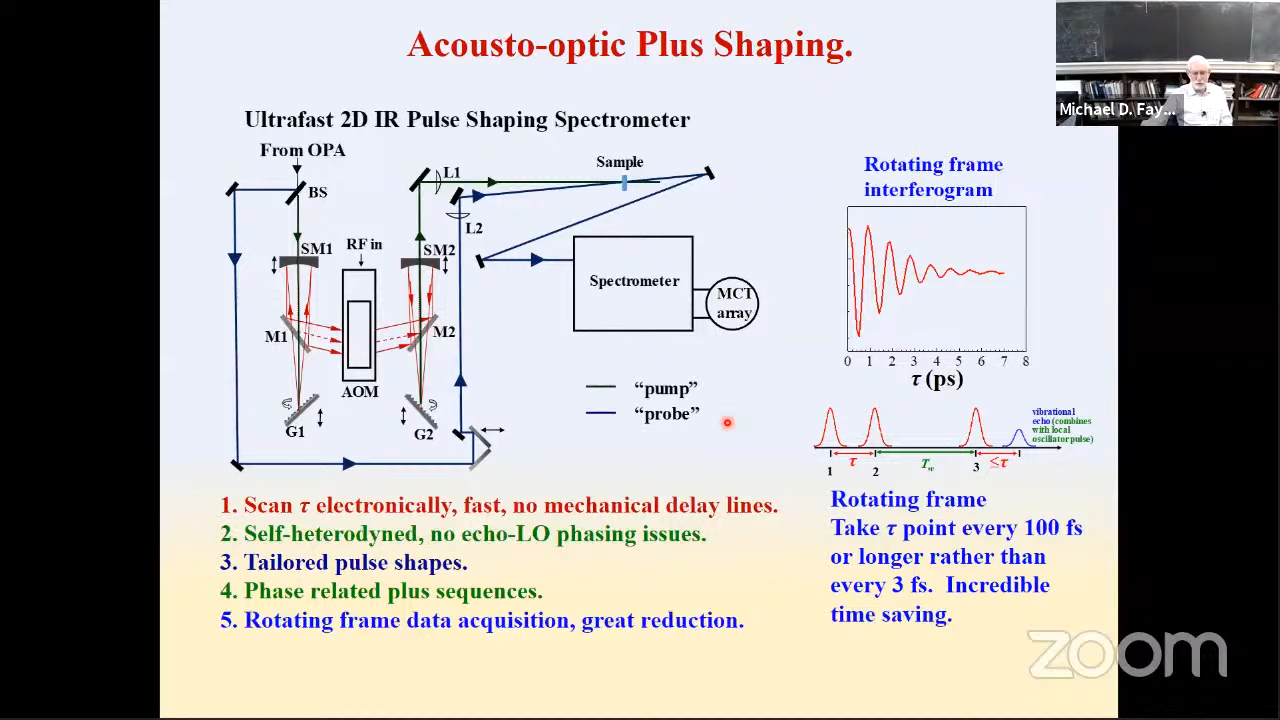 Acousto-optic Plus Shaping.
Michael D. Fay...
Ultrafast 2D IR Pulse Shaping Spectrometer
From OPA
BS
SM1
RF in
SM2
L1
L2
Sample
M1
M2
AOM
G1
G2
Spectrometer
MCT
array
"pump"
"probe"
Rotating frame
interferogram
0 1 2 3 4 5 6 7 8
τ (ps)
vibrational
echo (combines
with local
oscillator pulse)
τ
T_w
≤τ
1
2
3
1. Scan τ electronically, fast, no mechanical delay lines.
2. Self-heterodyned, no echo-LO phasing issues.
3. Tailored pulse shapes.
4. Phase related plus sequences.
5. Rotating frame data acquisition, great reduction.
Rotating frame
Take τ point every 100 fs
or longer rather than
every 3 fs. Incredible
time saving.
zoom